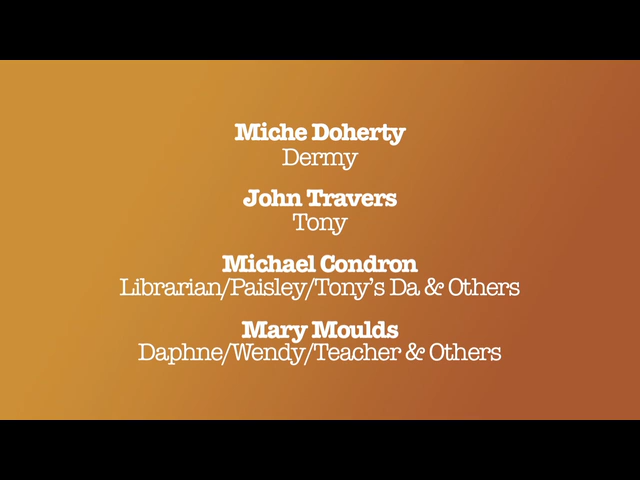 Miche Doherty
Dermy
John Travers
Tony
Michael Condron
Librarian/Paisley/Tony's Da & Others
Mary Moulds
Daphne/Wendy/Teacher & Others